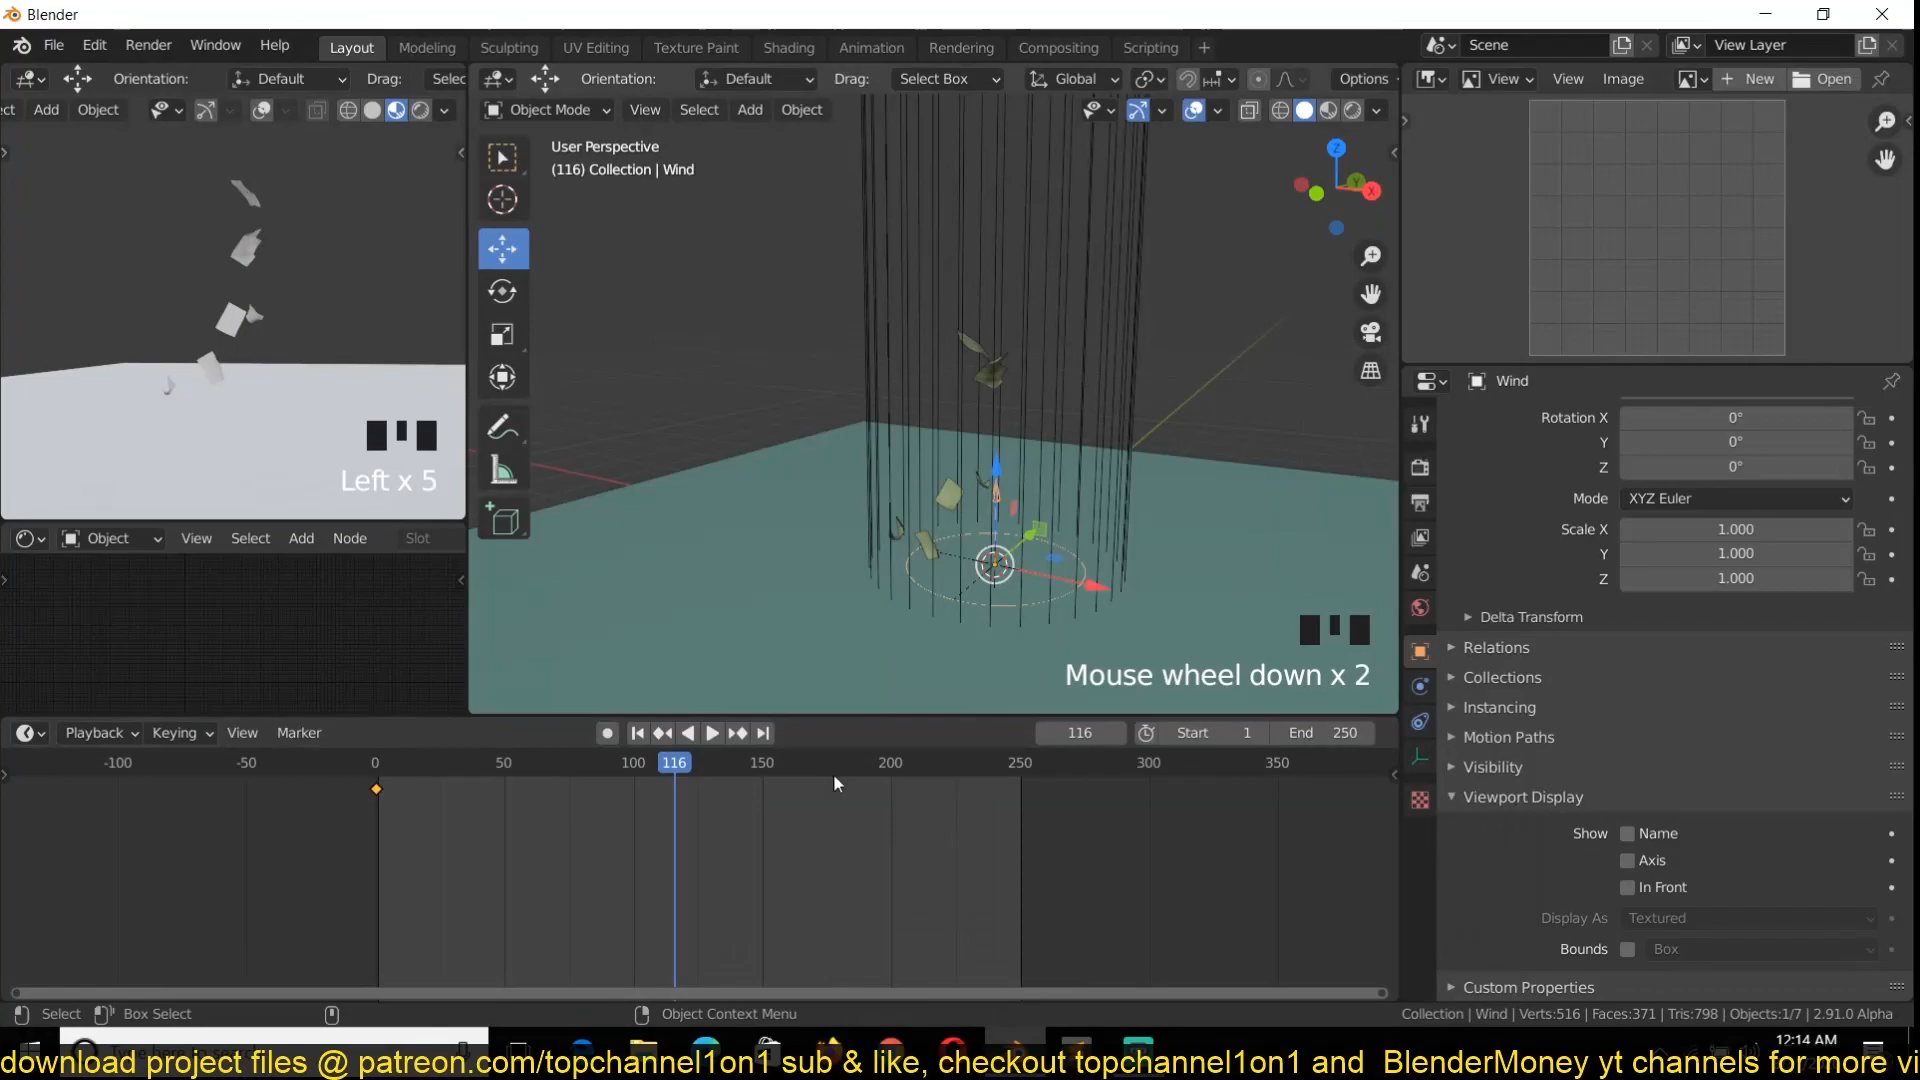 Blender
File Edit Render Window Help Layout Modeling Sculpting UV Editing Texture Paint Shading Animation Rendering Compositing Scripting + Scene View Layer
Orientation: Default Drag: Selec
Orientation: Default Drag: Select Box Global Options
View View Image New Open
ct Add Object
Object Mode View Select Add Object
User Perspective
(116) Collection | Wind
Z
Y
X
Left x 5
Mouse wheel down x 2
Object View Select Add Node Slot
Wind
Rotation X 0°
Y 0°
Z 0°
Mode XYZ Euler
Scale X 1.000
Y 1.000
Z 1.000
Delta Transform
Relations
Collections
Instancing
Motion Paths
Visibility
Viewport Display
Show Name
Axis
In Front
Display As Textured
Bounds Box
Custom Properties
Playback Keying View Marker 116 Start 1 End 250
-100 -50 0 50 100 116 150 200 250 300 350
Select Box Select Object Context Menu Collection | Wind | Verts:516 | Faces:371 | Tris:798 | Objects:1/7 | 2.91.0 Alpha
12:14 AM
download project files @ patreon.com/topchannel1on1 sub & like, checkout topchannel1on1 and BlenderMoney yt channels for more vi